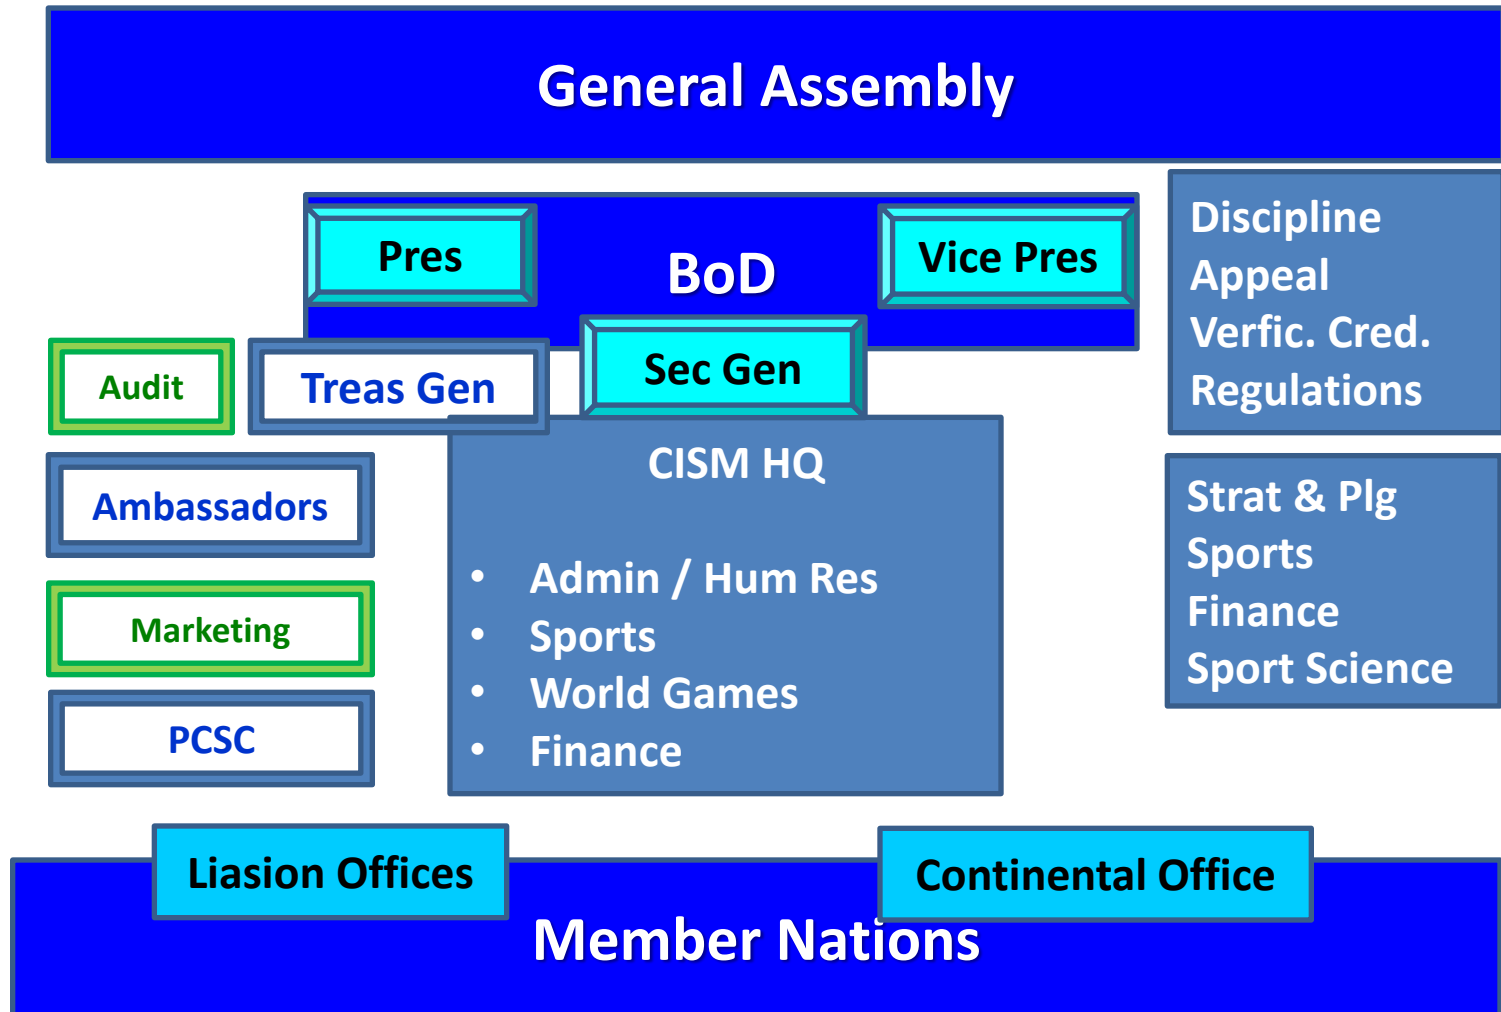 General Assembly
Pres
BoD
Vice Pres
Sec Gen
Audit
Treas Gen
Ambassadors
Marketing
PCSC
CISM HQ
• Admin / Hum Res
• Sports
• World Games
• Finance
Discipline
Appeal
Verfic. Cred.
Regulations
Strat & Plg
Sports
Finance
Sport Science
Liasion Offices
Continental Office
Member Nations